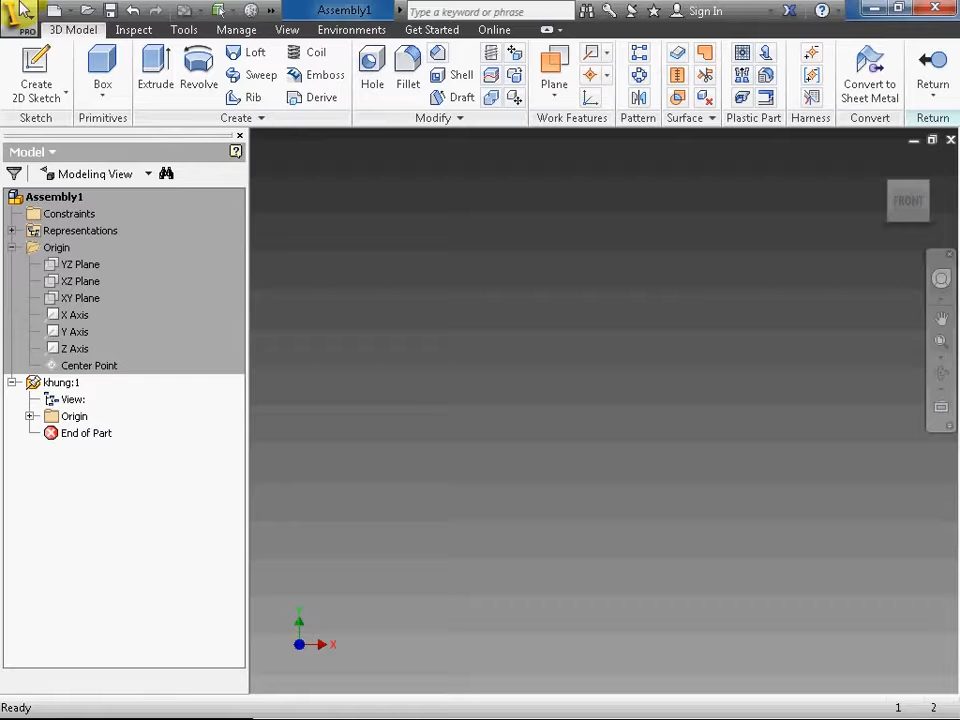 PRO
Assembly1
Type a keyword or phrase
Sign In
3D Model
Inspect
Tools
Manage
View
Environments
Get Started
Online
Create
2D Sketch
Box
Extrude
Revolve
Loft
Sweep
Rib
Coil
Emboss
Derive
Hole
Fillet
Shell
Draft
Plane
Convert to
Sheet Metal
Return
Sketch
Primitives
Create
Modify
Work Features
Pattern
Surface
Plastic Part
Harness
Convert
Return
Model
Modeling View
Assembly1
Constraints
Representations
Origin
YZ Plane
XZ Plane
XY Plane
X Axis
Y Axis
Z Axis
Center Point
khung:1
View:
Origin
End of Part
FRONT
Y
X
Ready
1
2